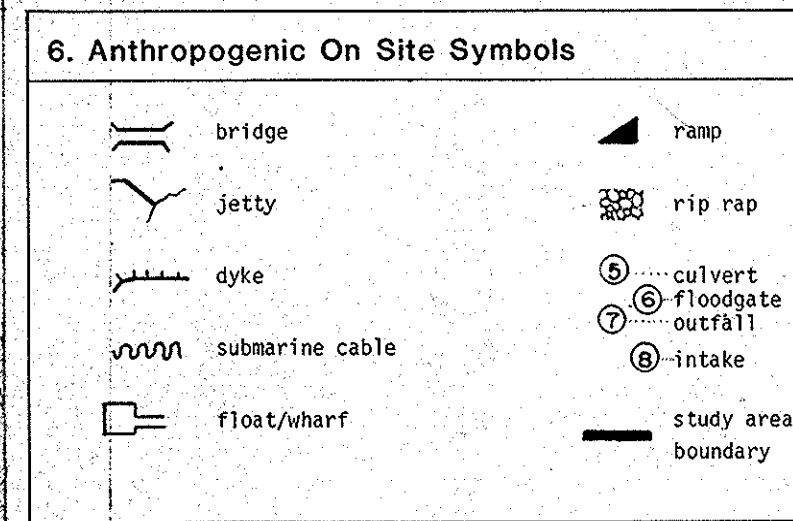 6. Anthropogenic On Site Symbols
bridge
jetty
dyke
submarine cable
float/wharf
ramp
rip rap
5 culvert
6 floodgate
7 outfall
8 intake
study area
boundary